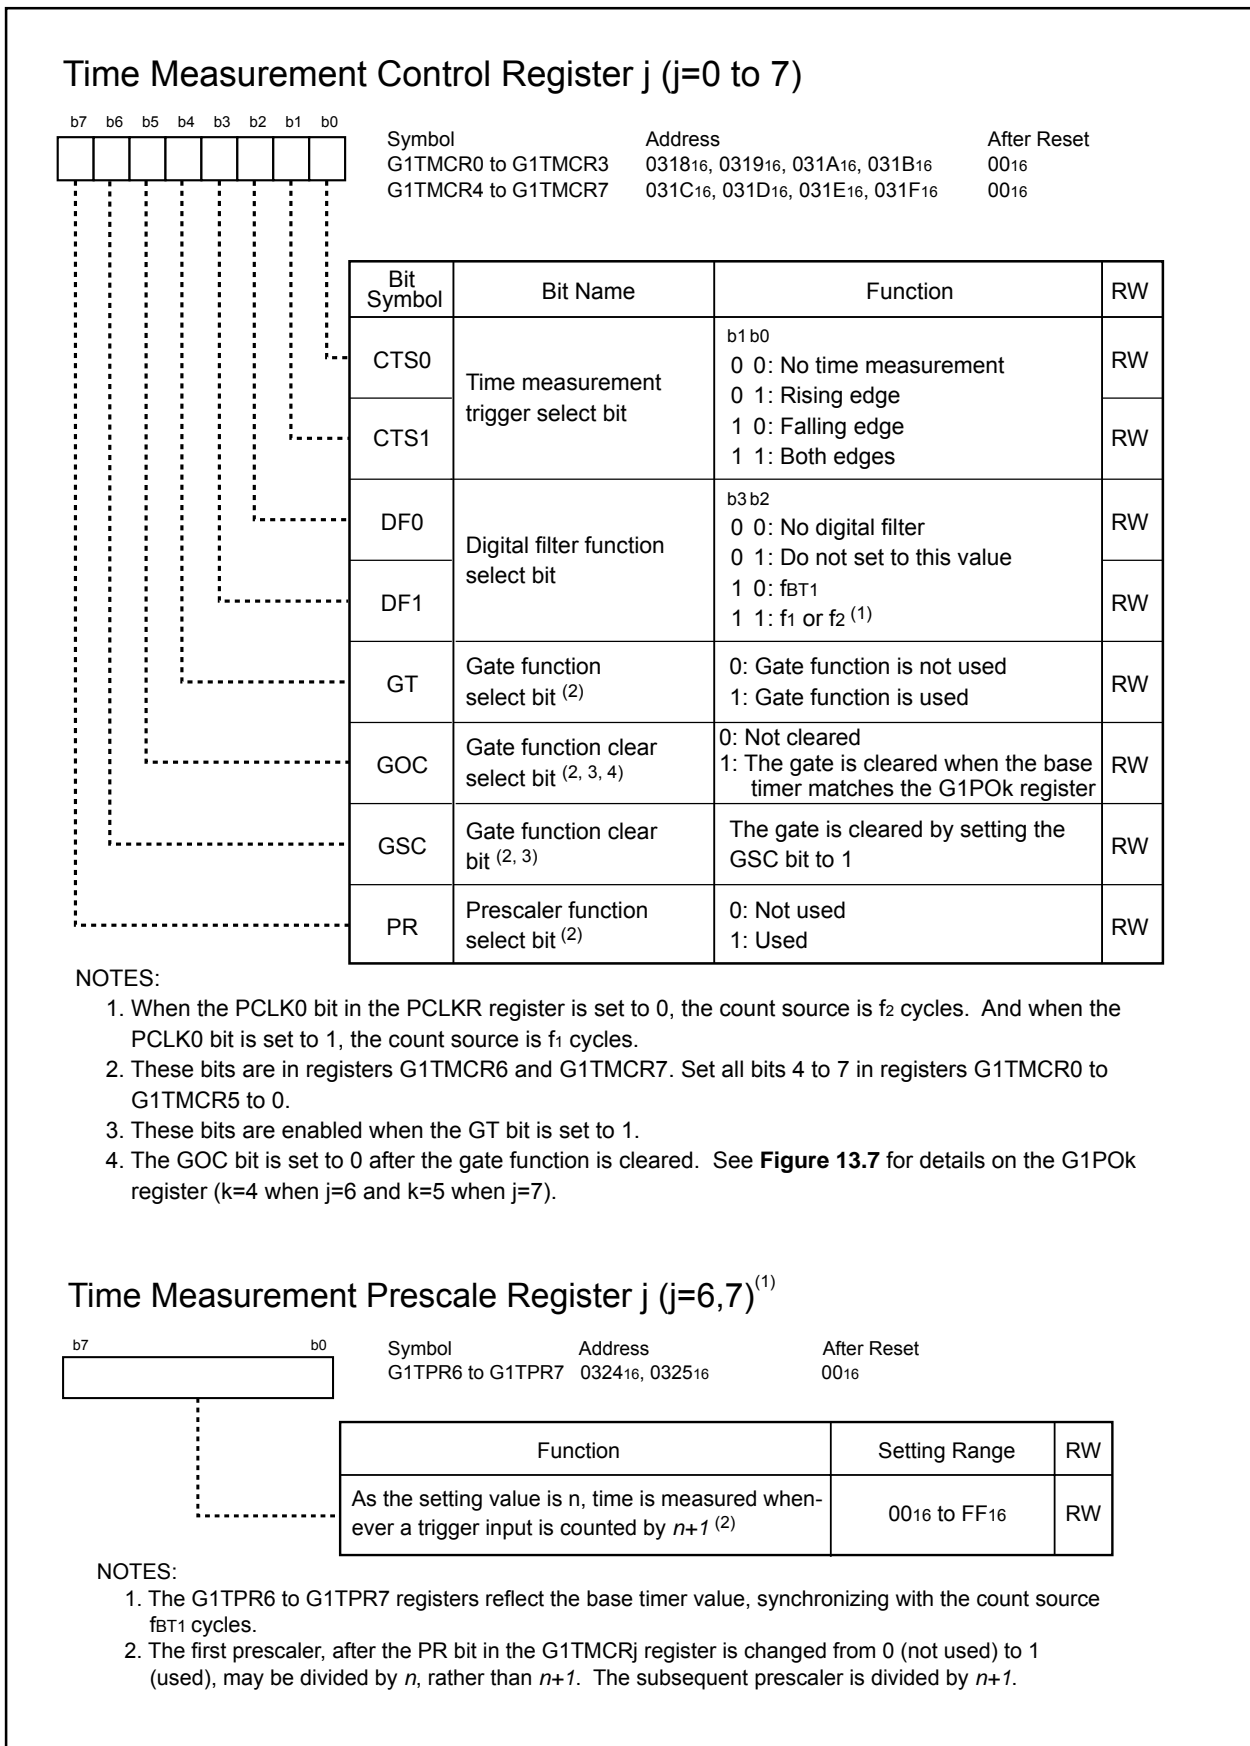 Time Measurement Control Register j (j=0 to 7)
b7 b6 b5 b4 b3 b2 b1 b0
Symbol Address After Reset
G1TMCR0 to G1TMCR3 031816, 031916, 031A16, 031B16 0016
G1TMCR4 to G1TMCR7 031C16, 031D16, 031E16, 031F16 0016
Bit Symbol Bit Name Function RW
CTS0 RW
CTS1 RW
Time measurement
trigger select bit
b1 b0
0 0: No time measurement
0 1: Rising edge
1 0: Falling edge
1 1: Both edges
DF0 RW
DF1 RW
Digital filter function
select bit
b3 b2
0 0: No digital filter
0 1: Do not set to this value
1 0: fBT1
1 1: f1 or f2 (1)
GT RW
Gate function
select bit (2)
0: Gate function is not used
1: Gate function is used
GOC RW
Gate function clear
select bit (2, 3, 4)
0: Not cleared
1: The gate is cleared when the base
timer matches the G1POk register
GSC RW
Gate function clear
bit (2, 3)
The gate is cleared by setting the
GSC bit to 1
PR RW
Prescaler function
select bit (2)
0: Not used
1: Used
NOTES:
1. When the PCLK0 bit in the PCLKR register is set to 0, the count source is f2 cycles. And when the
PCLK0 bit is set to 1, the count source is f1 cycles.
2. These bits are in registers G1TMCR6 and G1TMCR7. Set all bits 4 to 7 in registers G1TMCR0 to
G1TMCR5 to 0.
3. These bits are enabled when the GT bit is set to 1.
4. The GOC bit is set to 0 after the gate function is cleared. See Figure 13.7 for details on the G1POk
register (k=4 when j=6 and k=5 when j=7).
Time Measurement Prescale Register j (j=6,7)(1)
b7 b0
Symbol Address After Reset
G1TPR6 to G1TPR7 032416, 032516 0016
Function Setting Range RW
As the setting value is n, time is measured when-
ever a trigger input is counted by n+1 (2)
0016 to FF16 RW
NOTES:
1. The G1TPR6 to G1TPR7 registers reflect the base timer value, synchronizing with the count source
fBT1 cycles.
2. The first prescaler, after the PR bit in the G1TMCRj register is changed from 0 (not used) to 1
(used), may be divided by n, rather than n+1. The subsequent prescaler is divided by n+1.